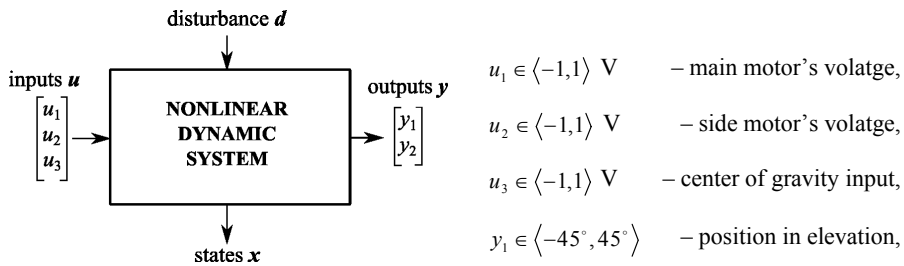 disturbance d
inputs u
u1
u2
u3
NONLINEAR
DYNAMIC
SYSTEM
outputs y
y1
y2
states x
u1 ∈ ⟨−1,1⟩ V – main motor's volatge,
u2 ∈ ⟨−1,1⟩ V – side motor's volatge,
u3 ∈ ⟨−1,1⟩ V – center of gravity input,
y1 ∈ ⟨−45°, 45°⟩ – position in elevation,